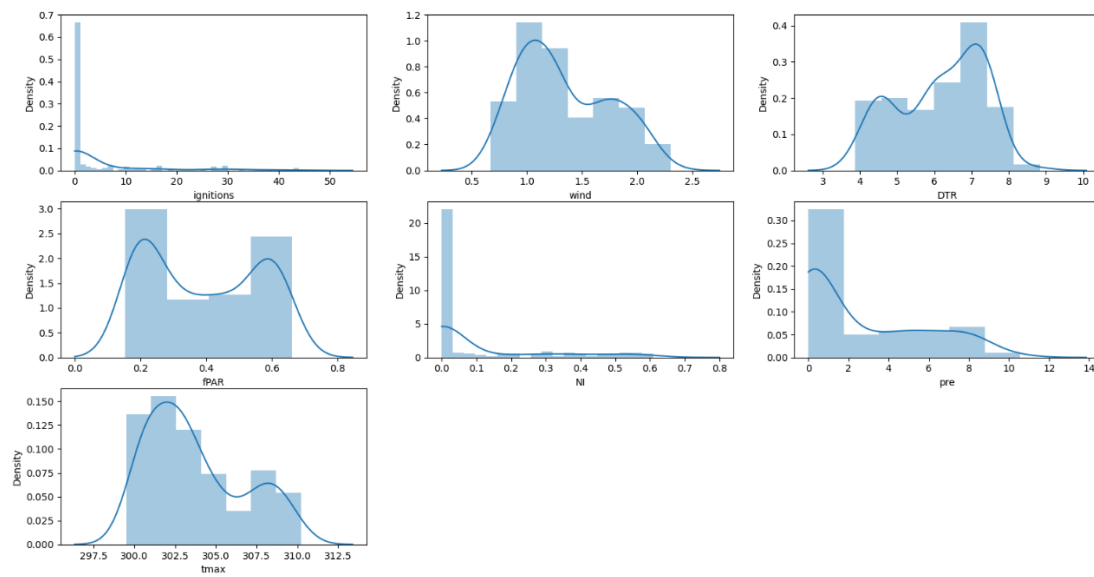 0.7
0.6
0.5
0.4
0.3
0.2
0.1
0.0
Density
0 10 20 30 40 50
ignitions
1.2
1.0
0.8
0.6
0.4
0.2
0.0
Density
0.5 1.0 1.5 2.0 2.5
wind
0.4
0.3
0.2
0.1
0.0
Density
3 4 5 6 7 8 9 10
DTR
3.0
2.5
2.0
1.5
1.0
0.5
0.0
Density
0.0 0.2 0.4 0.6 0.8
fPAR
20
15
10
5
0
Density
0.0 0.1 0.2 0.3 0.4 0.5 0.6 0.7 0.8
NI
0.30
0.25
0.20
0.15
0.10
0.05
0.00
Density
0 2 4 6 8 10 12 14
pre
0.150
0.125
0.100
0.075
0.050
0.025
0.000
Density
297.5 300.0 302.5 305.0 307.5 310.0 312.5
tmax